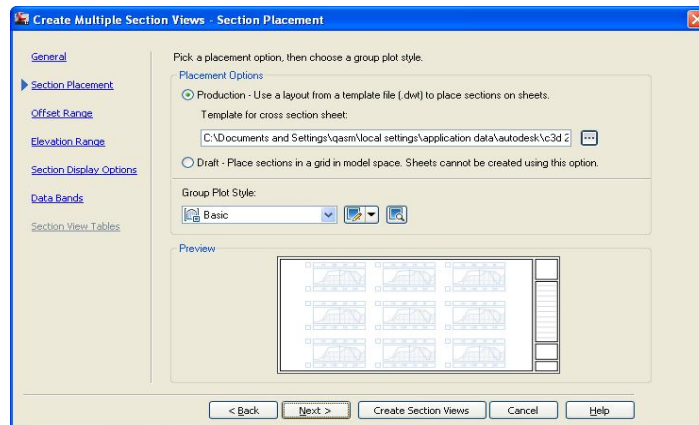 Create Multiple Section Views - Section Placement
General
Section Placement
Offset Range
Elevation Range
Section Display Options
Data Bands
Section View Tables
Pick a placement option, then choose a group plot style.
Placement Options
Production - Use a layout from a template file (.dwt) to place sections on sheets.
Template for cross section sheet:
C:\Documents and Settings\qasm\local settings\application data\autodesk\c3d 2
Draft - Place sections in a grid in model space. Sheets cannot be created using this option.
Group Plot Style:
Basic
Preview
< Back Next > Create Section Views Cancel Help